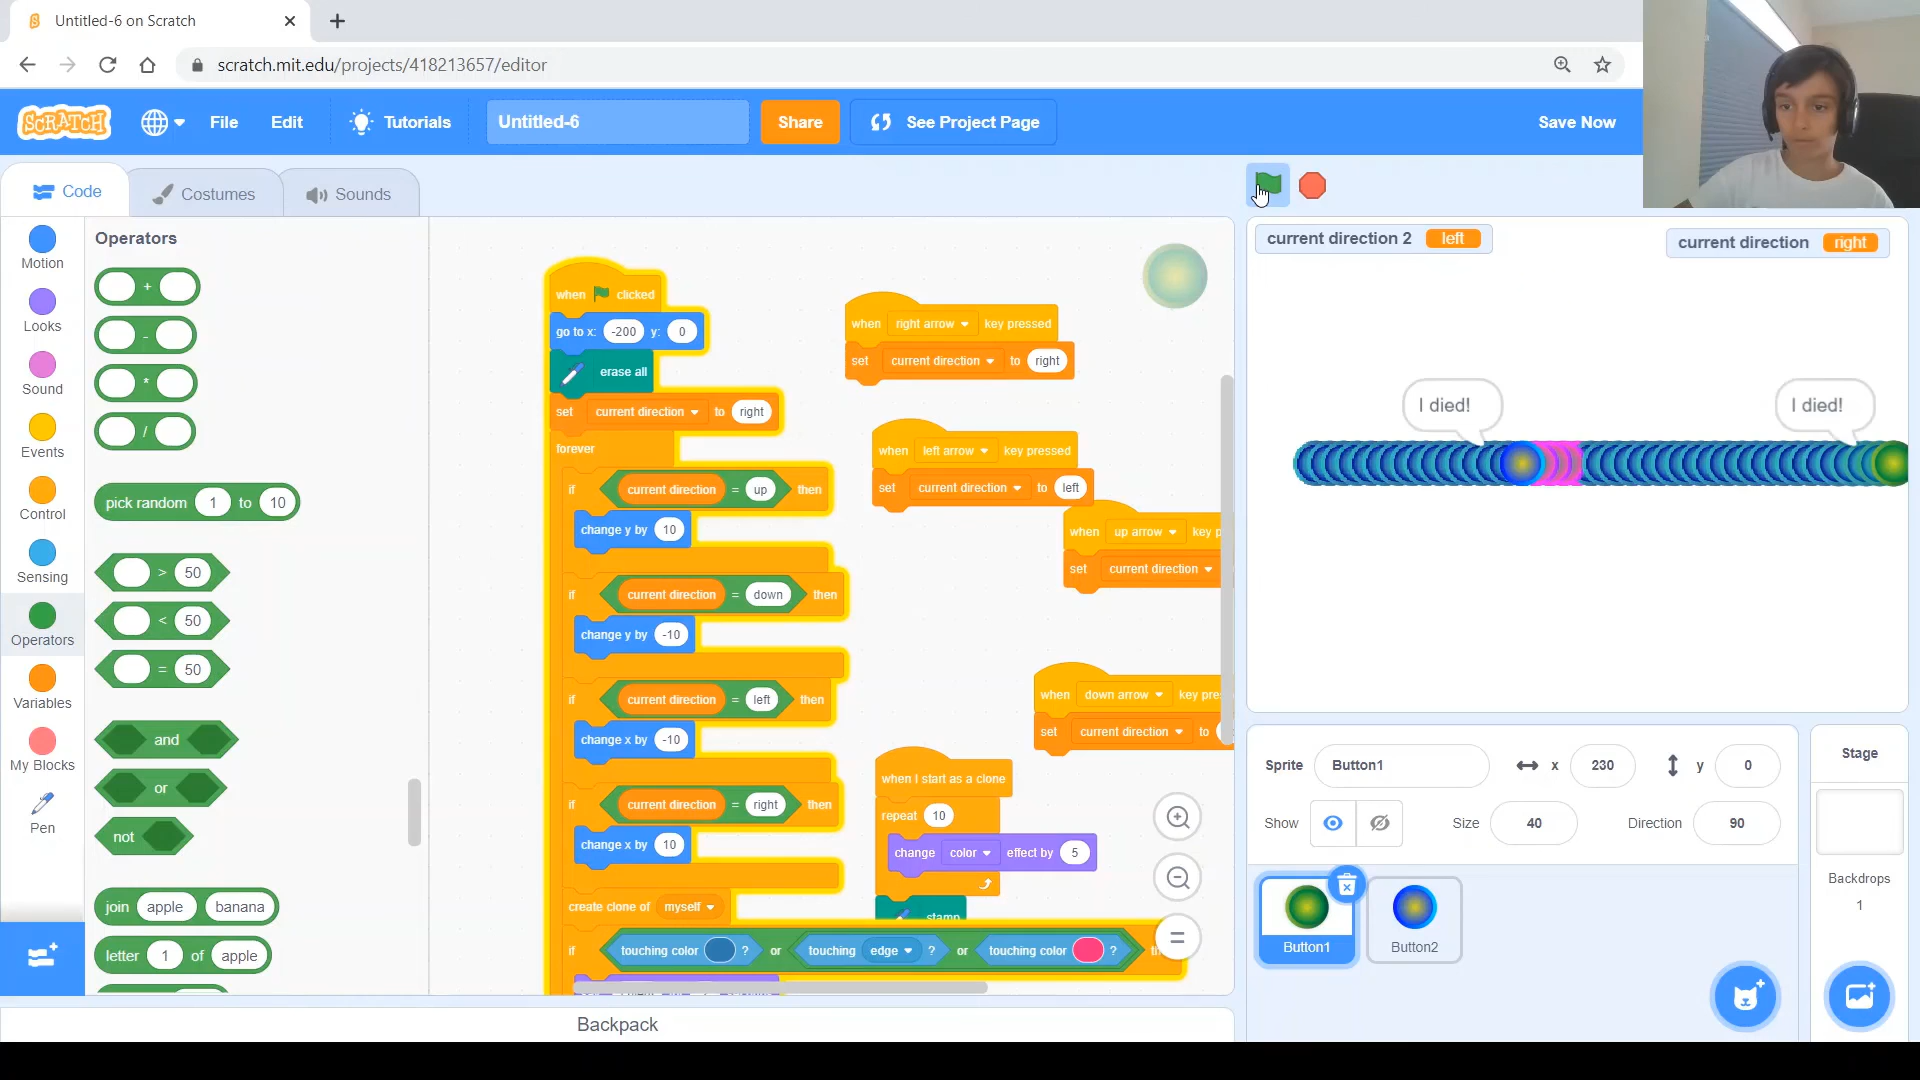 Untitled-6 on Scratch
scratch.mit.edu/projects/418213657/editor
SCRATCH
File
Edit
Tutorials
Untitled-6
Share
See Project Page
Save Now
Code
Costumes
Sounds
Motion
Looks
Sound
Events
Control
Sensing
Operators
Variables
My Blocks
Pen
Operators
+
-
*
/
pick random 1 to 10
> 50
< 50
= 50
and
or
not
join apple banana
letter 1 of apple
when clicked
go to x: -200 y: 0
erase all
set current direction to right
forever
if current direction = up then
change y by 10
if current direction = down then
change y by -10
if current direction = left then
change x by -10
if current direction = right then
change x by 10
create clone of myself
if touching color ? or touching edge ? or touching color ? th
when right arrow key pressed
set current direction to right
when left arrow key pressed
set current direction to left
when up arrow key p
set current direction
when down arrow key pre
set current direction to
when I start as a clone
repeat 10
change color effect by 5
stamp
Backpack
current direction 2 left
current direction right
I died!
I died!
Sprite Button1 x 230 y 0
Show Size 40 Direction 90
Button1
Button2
Stage
Backdrops
1